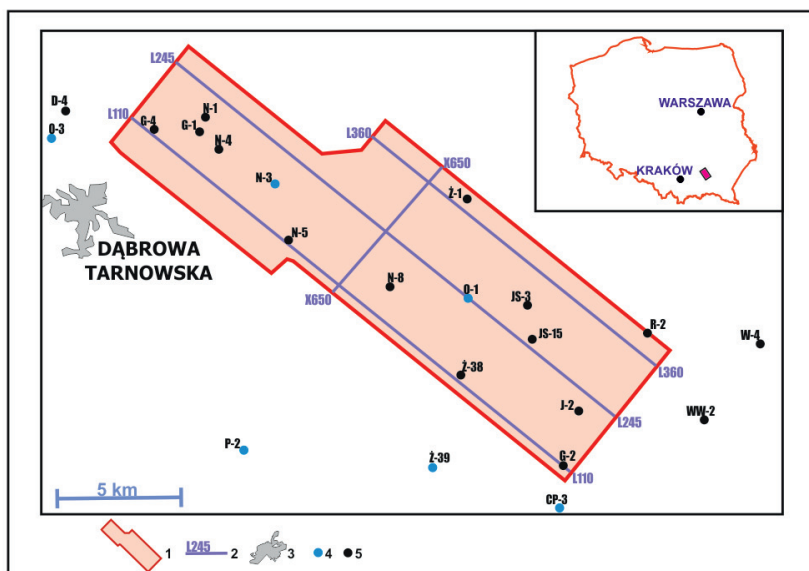 L245
D-4
N-1
L110
G-4
G-1
O-3
N-4
L360
X650
N-3
Ż-1
DĄBROWA
TARNOWSKA
N-5
N-8
X650
O-1
JS-3
JS-15
R-2
W-4
Ż-38
L360
J-2
L245
WW-2
P-2
Ż-39
G-2
L110
CP-3
5 km
WARSZAWA
KRAKÓW
1
L245
2
3
4
5